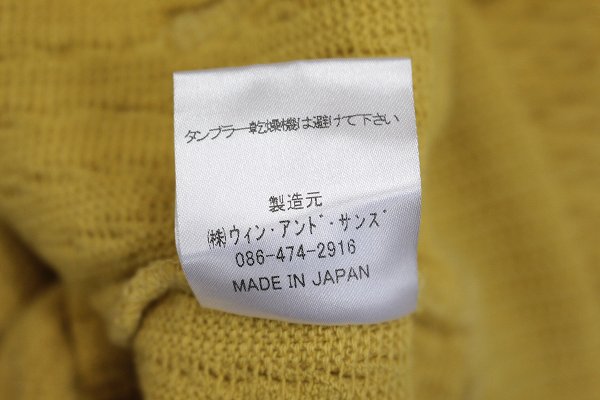 タンブラー乾燥機は避けて下さい
製造元
(株)ウィン・アンド・サンズ
086-474-2916
MADE IN JAPAN